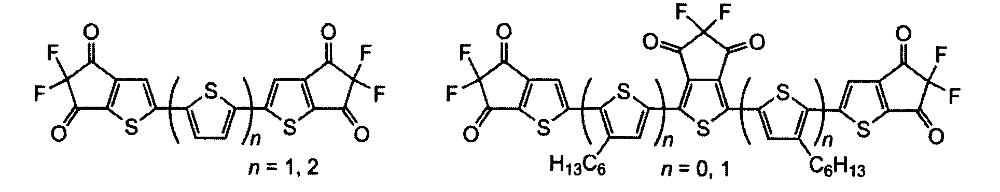 F F
O O O O O O
F F F F
F F F F
S S S
O S S O O S S S O
n n n
n = 1, 2 H13C6 n = 0, 1 C6H13